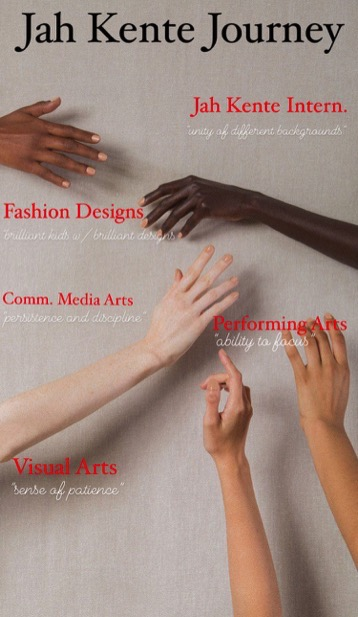 Jah Kente Journey
Jah Kente Intern.
"unity of different backgrounds"
Fashion Designs
"brilliant kids w/ brilliant designs"
Comm. Media Arts
"persistence and discipline"
Performing Arts
"ability to focus"
Visual Arts
"sense of patience"